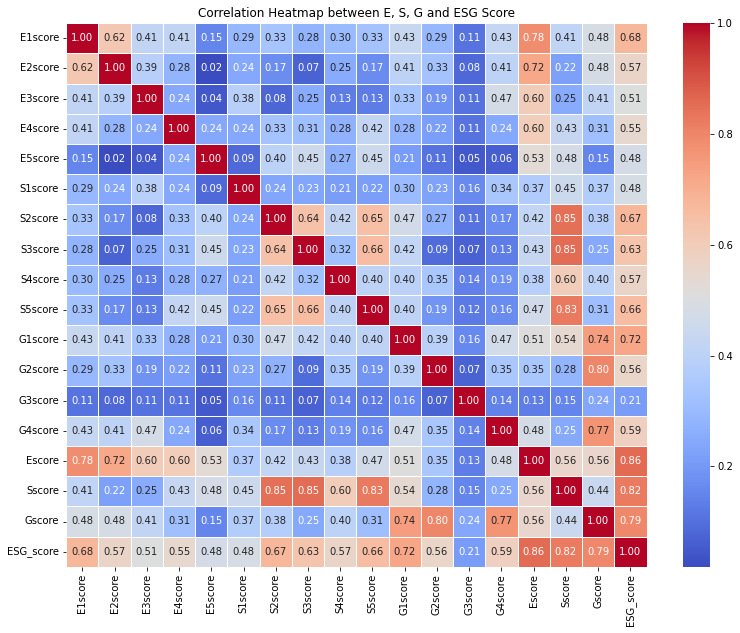 Correlation Heatmap between E, S, G and ESG Score
E1score 1.00 0.62 0.41 0.41 0.15 0.29 0.33 0.28 0.30 0.33 0.43 0.29 0.11 0.43 0.78 0.41 0.48 0.68
E2score 0.62 1.00 0.39 0.28 0.02 0.24 0.17 0.07 0.25 0.17 0.41 0.33 0.08 0.41 0.72 0.22 0.48 0.57
E3score 0.41 0.39 1.00 0.24 0.04 0.38 0.08 0.25 0.13 0.13 0.33 0.19 0.11 0.47 0.60 0.25 0.41 0.51
E4score 0.41 0.28 0.24 1.00 0.24 0.24 0.33 0.31 0.28 0.42 0.28 0.22 0.11 0.24 0.60 0.43 0.31 0.55
E5score 0.15 0.02 0.04 0.24 1.00 0.09 0.40 0.45 0.27 0.45 0.21 0.11 0.05 0.06 0.53 0.48 0.15 0.48
S1score 0.29 0.24 0.38 0.24 0.09 1.00 0.24 0.23 0.21 0.22 0.30 0.23 0.16 0.34 0.37 0.45 0.37 0.48
S2score 0.33 0.17 0.08 0.33 0.40 0.24 1.00 0.64 0.42 0.65 0.47 0.27 0.11 0.17 0.42 0.85 0.38 0.67
S3score 0.28 0.07 0.25 0.31 0.45 0.23 0.64 1.00 0.32 0.66 0.42 0.09 0.07 0.13 0.43 0.85 0.25 0.63
S4score 0.30 0.25 0.13 0.28 0.27 0.21 0.42 0.32 1.00 0.40 0.40 0.35 0.14 0.19 0.38 0.60 0.40 0.57
S5score 0.33 0.17 0.13 0.42 0.45 0.22 0.65 0.66 0.40 1.00 0.40 0.19 0.12 0.16 0.47 0.83 0.31 0.66
G1score 0.43 0.41 0.33 0.28 0.21 0.30 0.47 0.42 0.40 0.40 1.00 0.39 0.16 0.47 0.51 0.54 0.74 0.72
G2score 0.29 0.33 0.19 0.22 0.11 0.23 0.27 0.09 0.35 0.19 0.39 1.00 0.07 0.35 0.35 0.28 0.80 0.56
G3score 0.11 0.08 0.11 0.11 0.05 0.16 0.11 0.07 0.14 0.12 0.16 0.07 1.00 0.14 0.13 0.15 0.24 0.21
G4score 0.43 0.41 0.47 0.24 0.06 0.34 0.17 0.13 0.19 0.16 0.47 0.35 0.14 1.00 0.48 0.25 0.77 0.59
Escore 0.78 0.72 0.60 0.60 0.53 0.37 0.42 0.43 0.38 0.47 0.51 0.35 0.13 0.48 1.00 0.56 0.56 0.86
Sscore 0.41 0.22 0.25 0.43 0.48 0.45 0.85 0.85 0.60 0.83 0.54 0.28 0.15 0.25 0.56 1.00 0.44 0.82
Gscore 0.48 0.48 0.41 0.31 0.15 0.37 0.38 0.25 0.40 0.31 0.74 0.80 0.24 0.77 0.56 0.44 1.00 0.79
ESG_score 0.68 0.57 0.51 0.55 0.48 0.48 0.67 0.63 0.57 0.66 0.72 0.56 0.21 0.59 0.86 0.82 0.79 1.00
E1score E2score E3score E4score E5score S1score S2score S3score S4score S5score G1score G2score G3score G4score Escore Sscore Gscore ESG_score
1.0
0.8
0.6
0.4
0.2